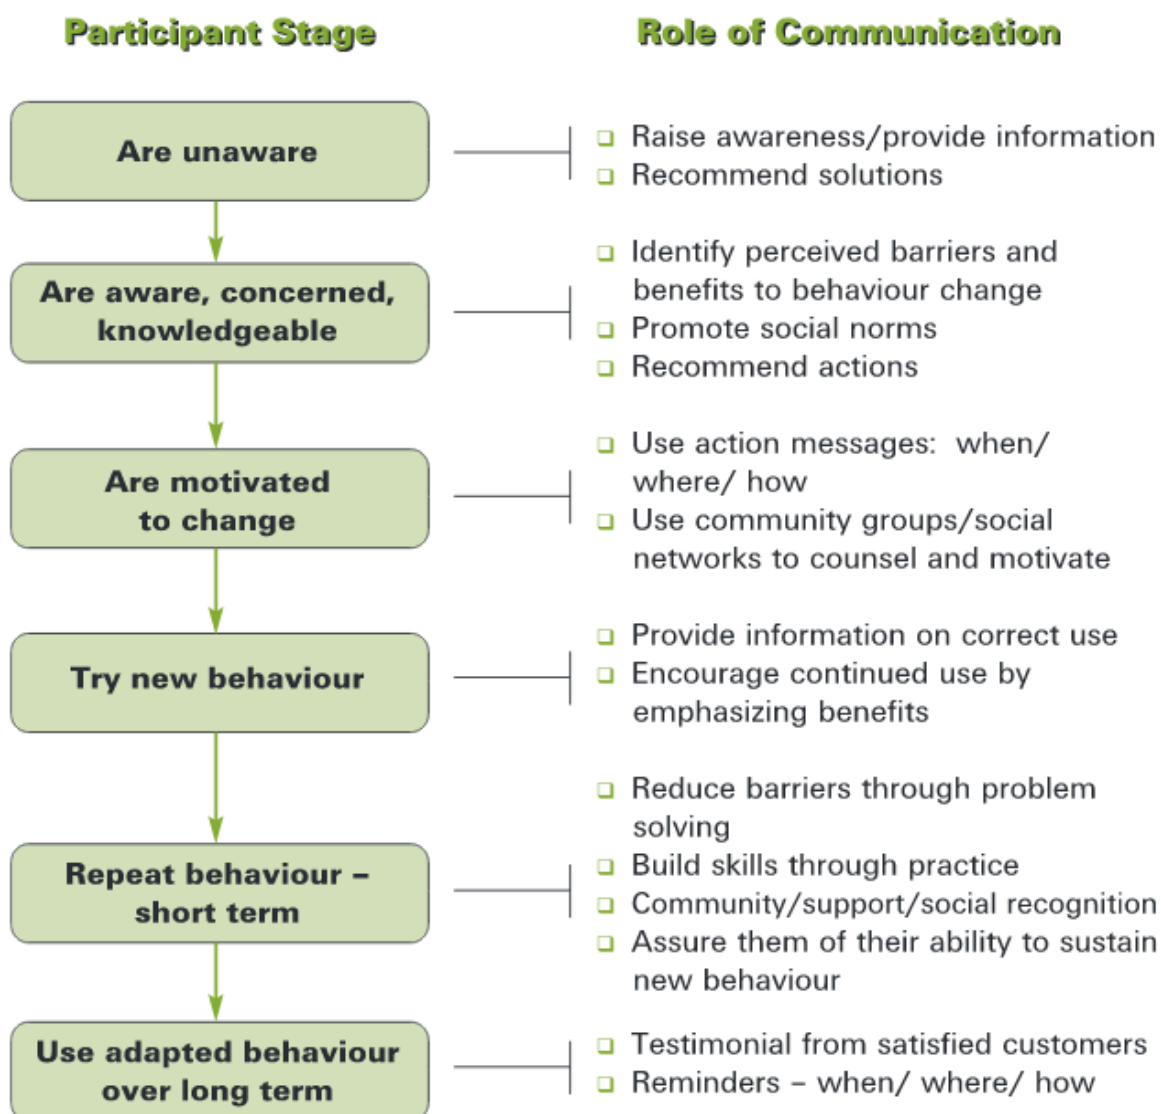 Participant Stage
Role of Communication
Are unaware
❑ Raise awareness/provide information
❑ Recommend solutions
Are aware, concerned,
knowledgeable
❑ Identify perceived barriers and
benefits to behaviour change
❑ Promote social norms
❑ Recommend actions
Are motivated
to change
❑ Use action messages:  when/
where/ how
❑ Use community groups/social
networks to counsel and motivate
Try new behaviour
❑ Provide information on correct use
❑ Encourage continued use by
emphasizing benefits
Repeat behaviour –
short term
❑ Reduce barriers through problem
solving
❑ Build skills through practice
❑ Community/support/social recognition
❑ Assure them of their ability to sustain
new behaviour
Use adapted behaviour
over long term
❑ Testimonial from satisfied customers
❑ Reminders – when/ where/ how